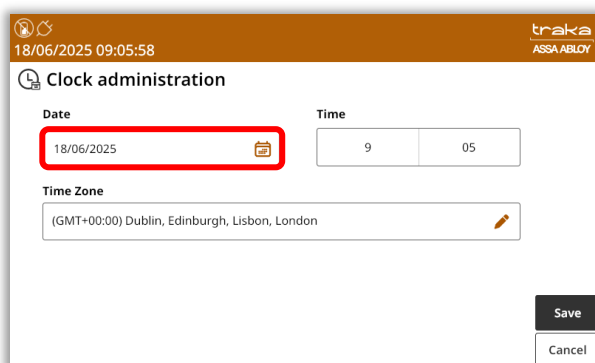 traka
18/06/2025 09:05:58
ASSA ABLOY
Clock administration
Date
Time
18/06/2025
9
05
Time Zone
(GMT+00:00) Dublin, Edinburgh, Lisbon, London
Save
Cancel